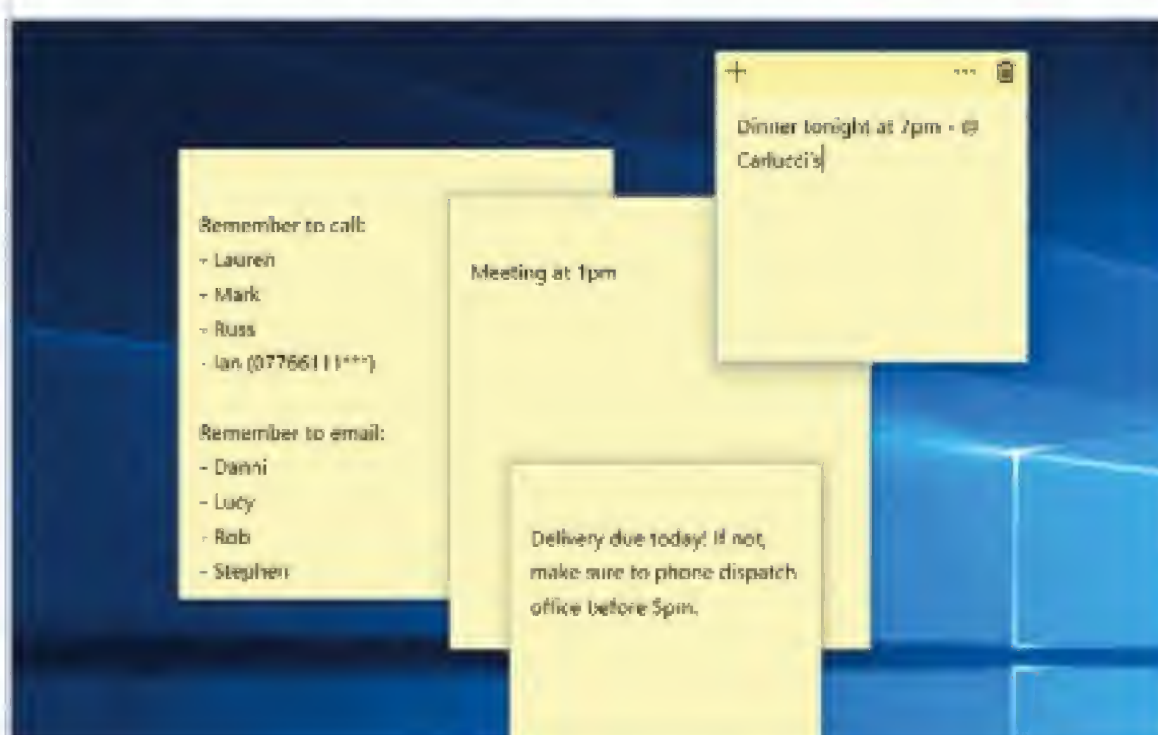 Remember to call:
- Lauren
- Mark
- Russ
- Ian (07766111***)
Remember to email:
- Danni
- Lucy
- Rob
- Stephen
Meeting at 1pm
Dinner tonight at 7pm - @
Carlucci's
Delivery due today! If not,
make sure to phone dispatch
office before 5pm.